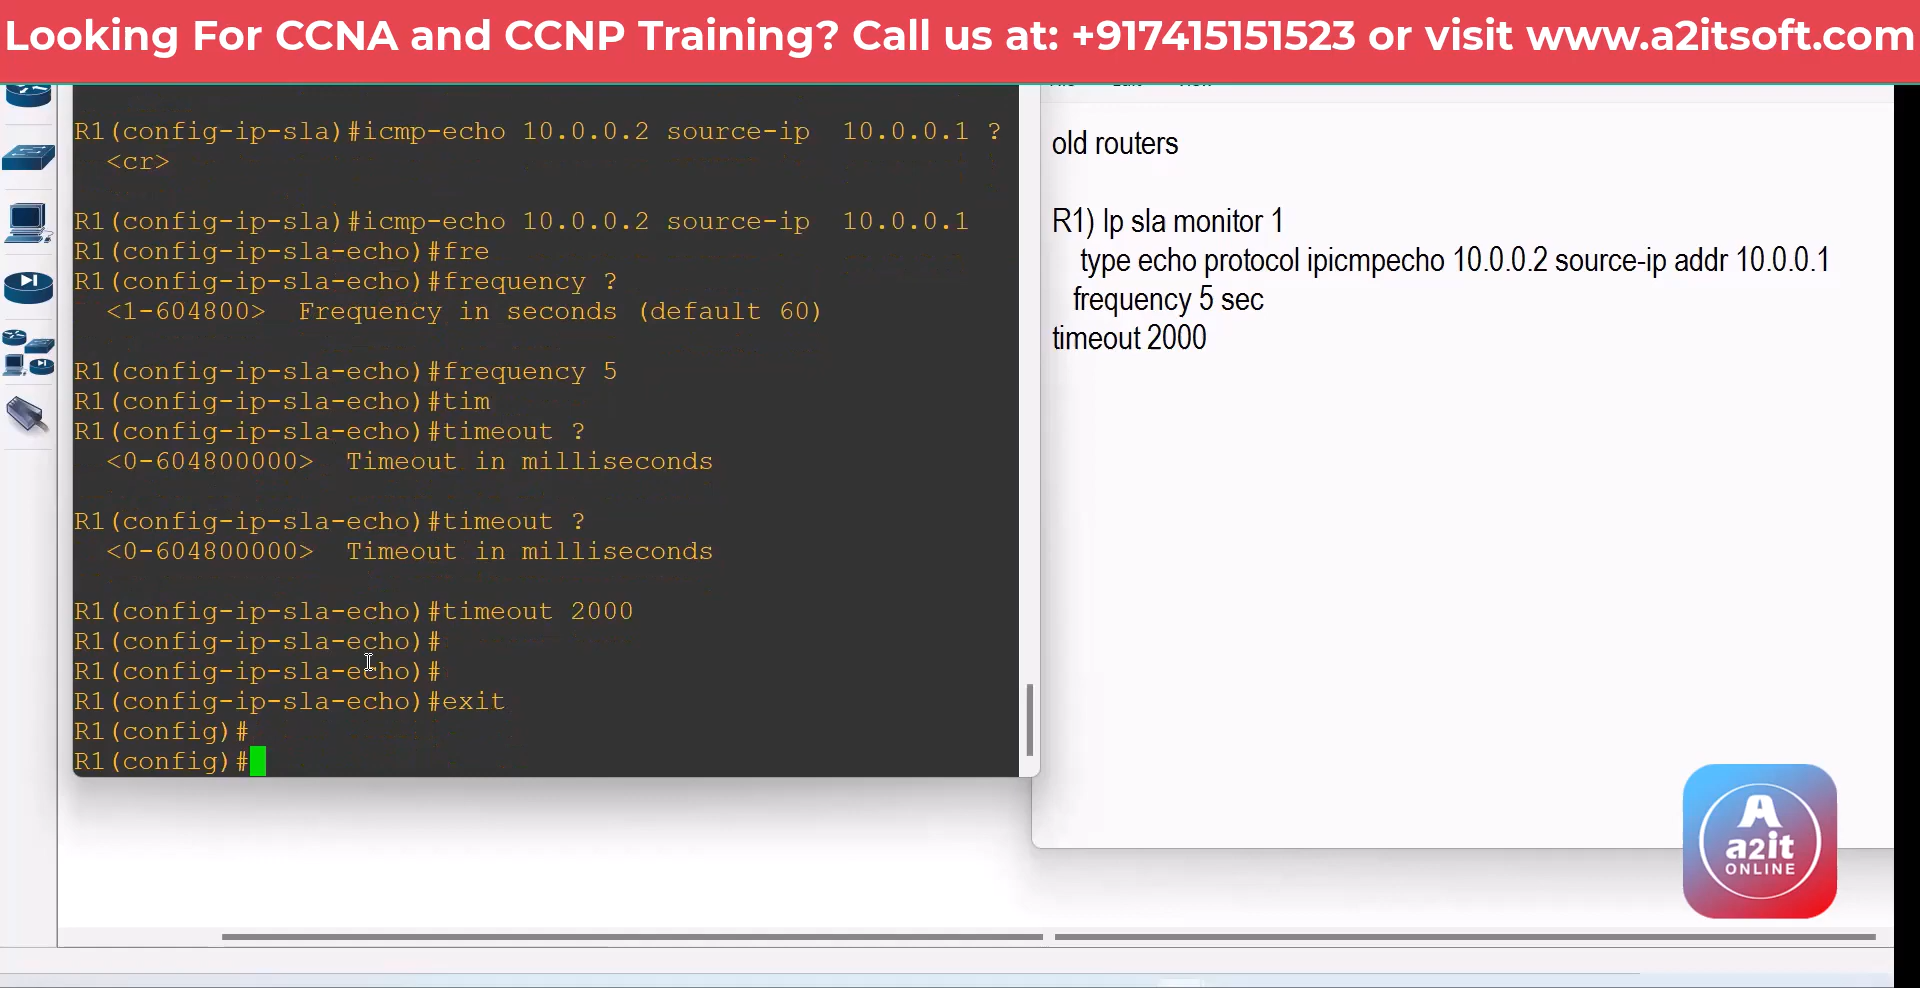 Looking For CCNA and CCNP Training? Call us at: +917415151523 or visit www.a2itsoft.com
R1(config-ip-sla)#icmp-echo 10.0.0.2 source-ip  10.0.0.1 ?
  <cr>
R1(config-ip-sla)#icmp-echo 10.0.0.2 source-ip  10.0.0.1
R1(config-ip-sla-echo)#fre
R1(config-ip-sla-echo)#frequency ?
  <1-604800>  Frequency in seconds (default 60)
R1(config-ip-sla-echo)#frequency 5
R1(config-ip-sla-echo)#tim
R1(config-ip-sla-echo)#timeout ?
  <0-604800000>  Timeout in milliseconds
R1(config-ip-sla-echo)#timeout ?
  <0-604800000>  Timeout in milliseconds
R1(config-ip-sla-echo)#timeout 2000
R1(config-ip-sla-echo)#
R1(config-ip-sla-echo)#
R1(config-ip-sla-echo)#exit
R1(config)#
R1(config)#
old routers
R1) Ip sla monitor 1
type echo protocol ipicmpecho 10.0.0.2 source-ip addr 10.0.0.1
frequency 5 sec
timeout 2000
A
a2it
ONLINE